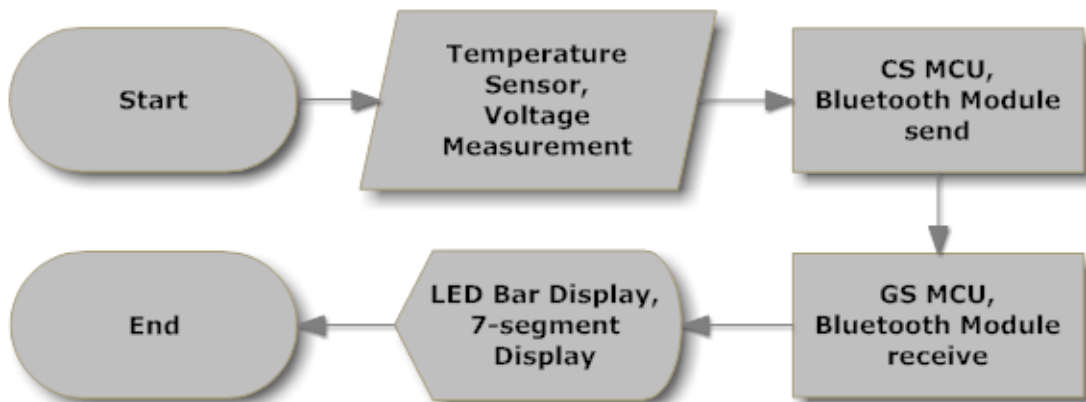 Start
Temperature
Sensor,
Voltage
Measurement
CS MCU,
Bluetooth Module
send
GS MCU,
Bluetooth Module
receive
LED Bar Display,
7-segment
Display
End